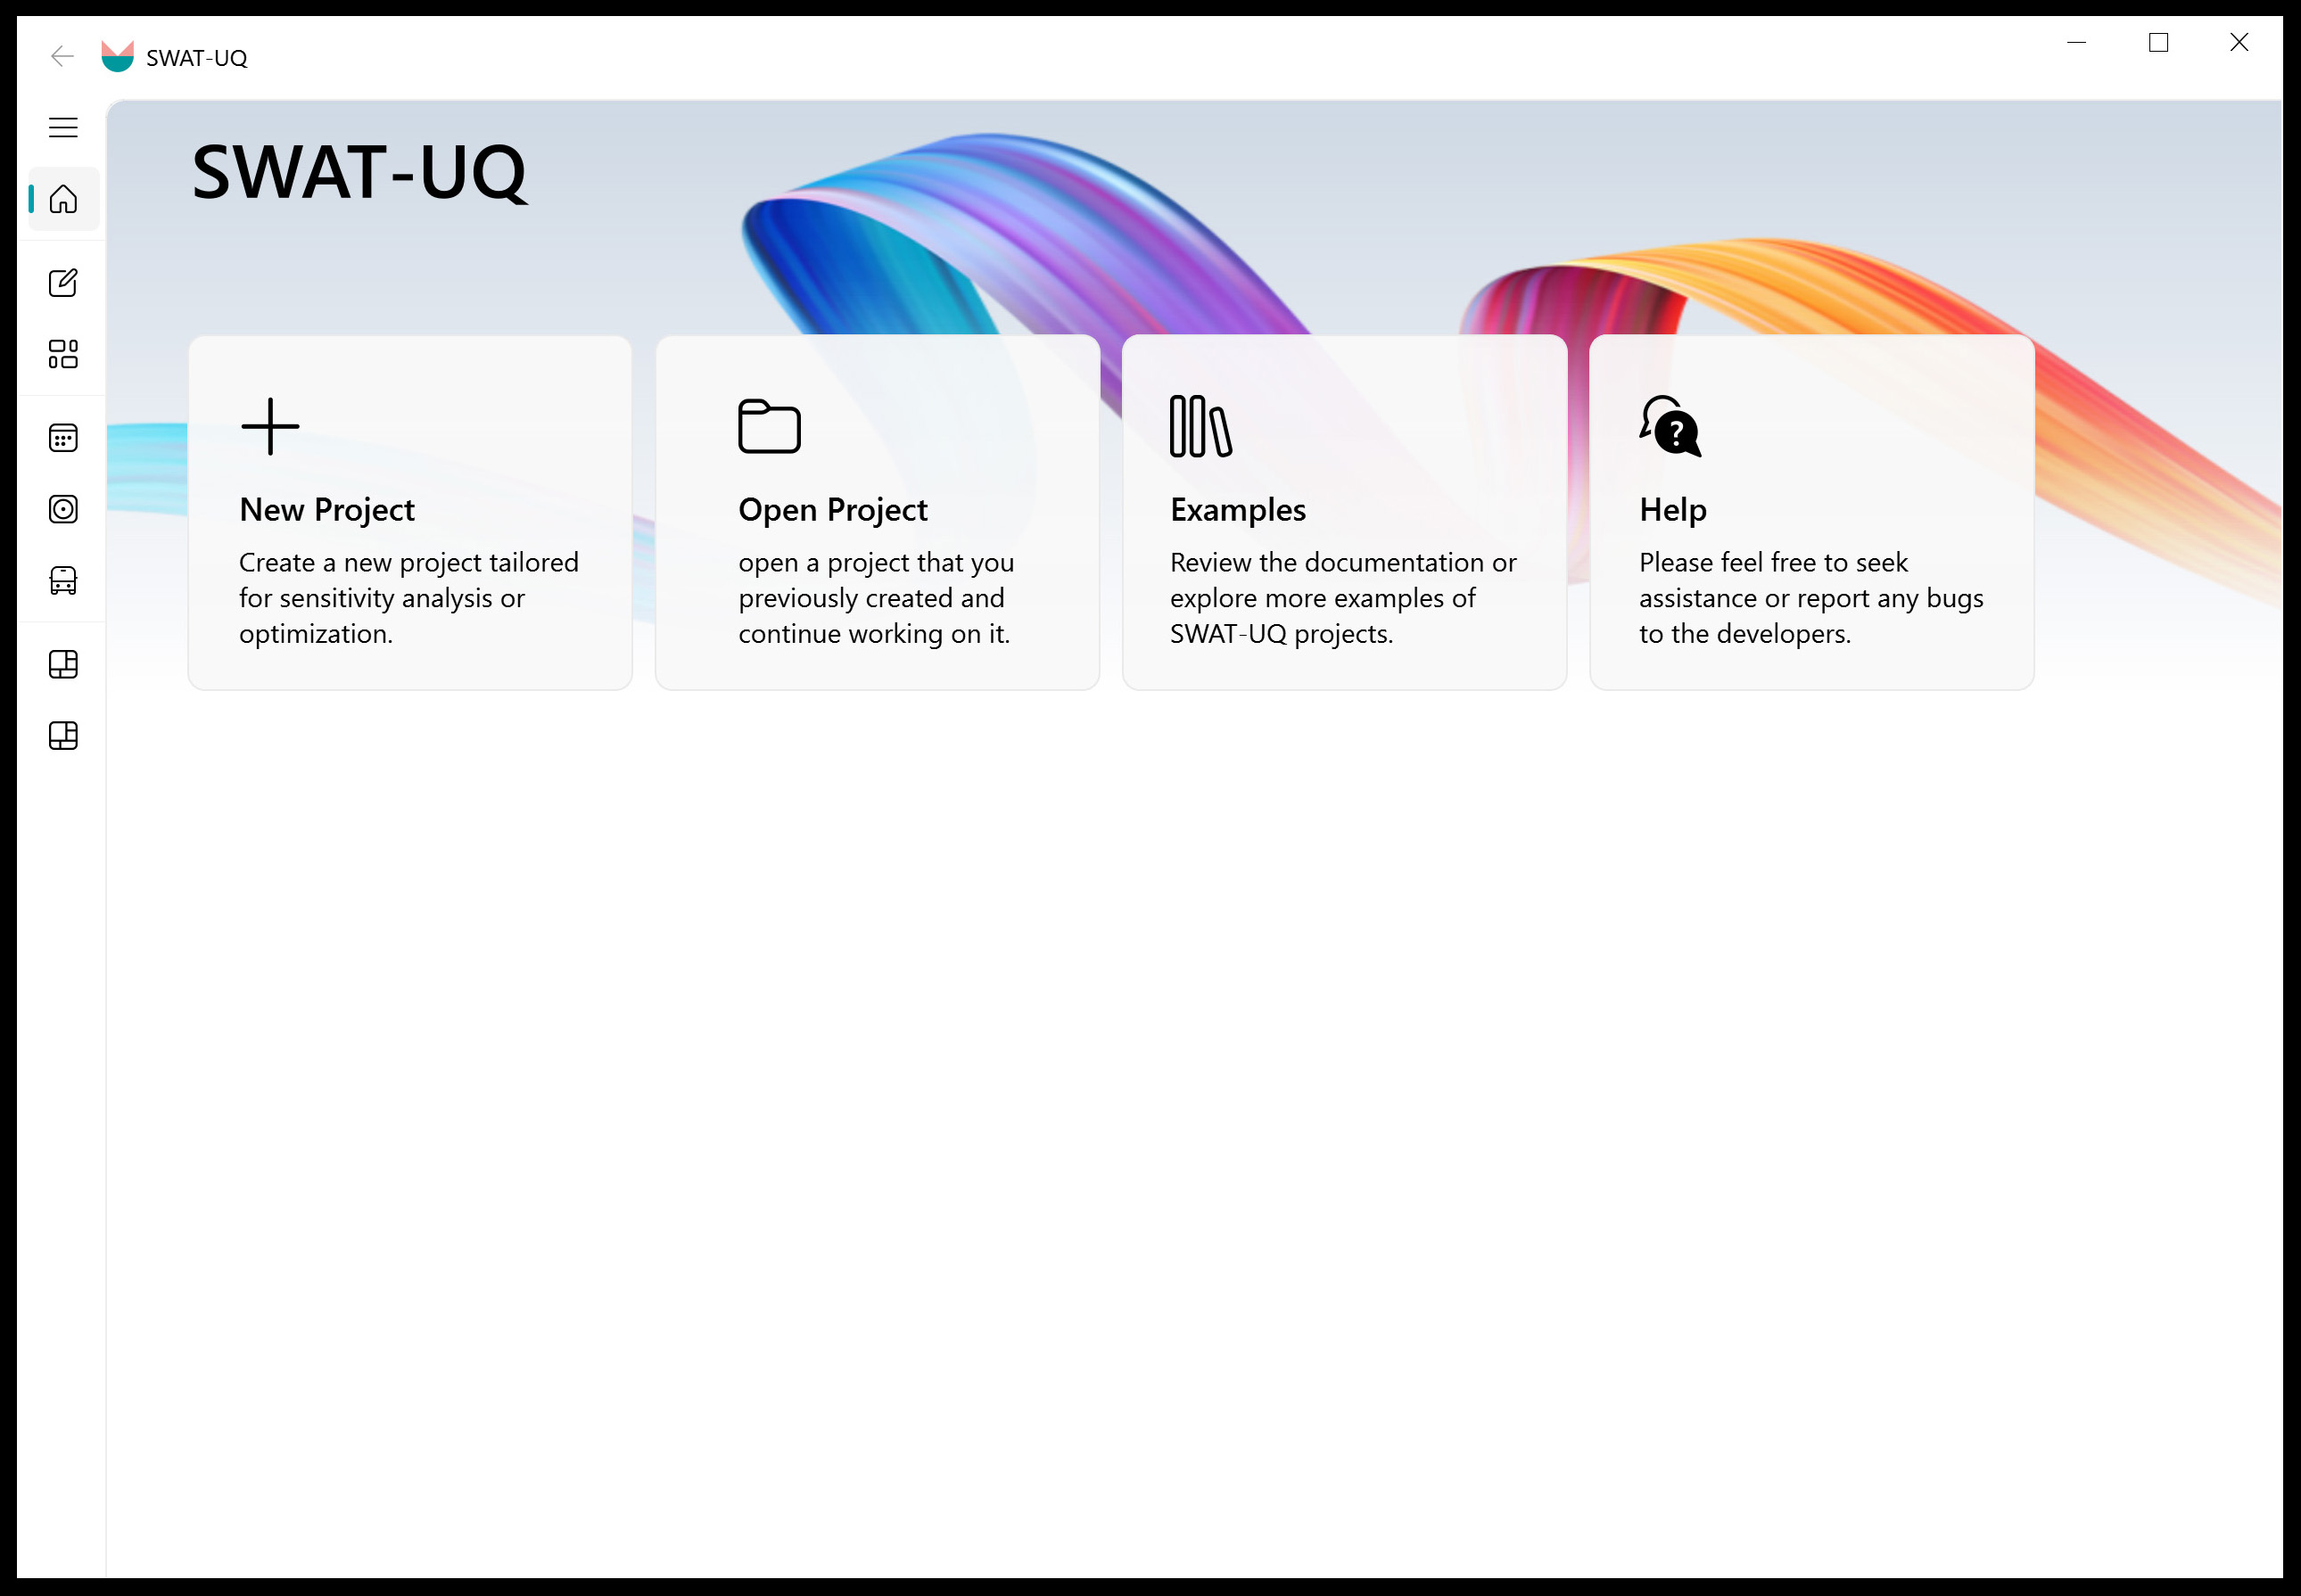 SWAT-UQ
SWAT-UQ
New Project
Create a new project tailored
for sensitivity analysis or
optimization.
Open Project
open a project that you
previously created and
continue working on it.
Examples
Review the documentation or
explore more examples of
SWAT-UQ projects.
?
Help
Please feel free to seek
assistance or report any bugs
to the developers.